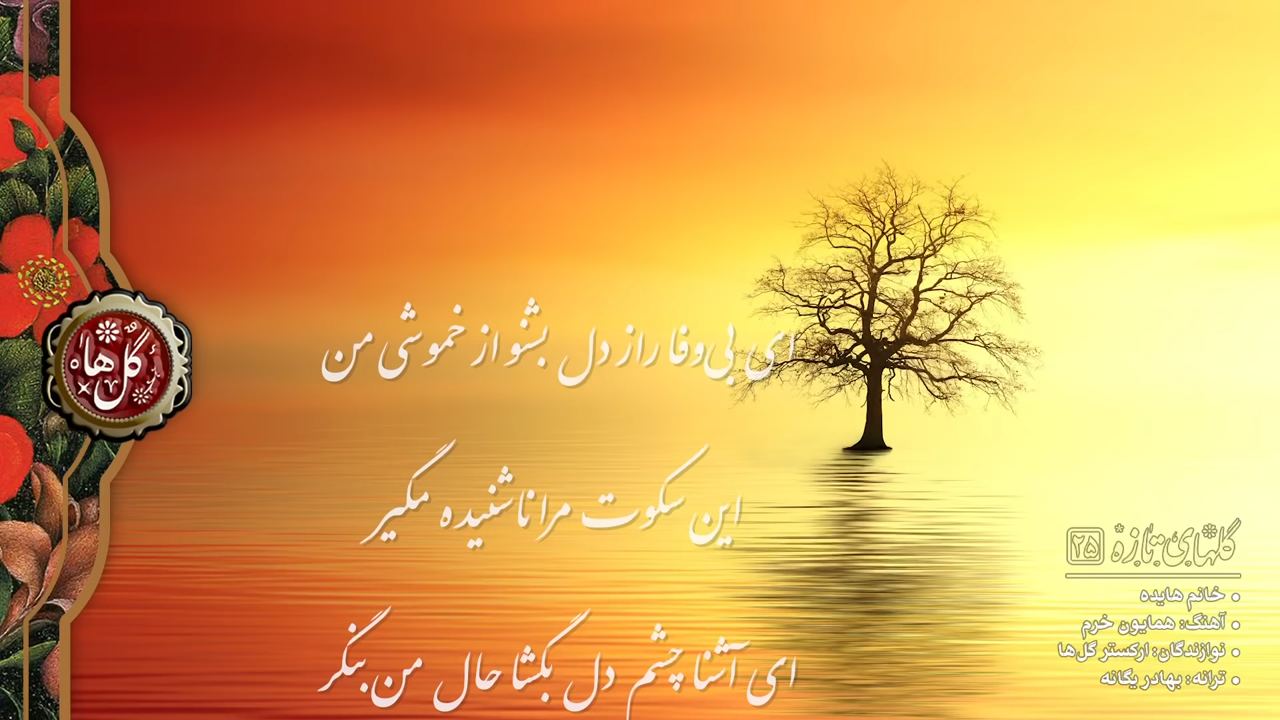 ای بی‌وفا راز دل بشنو از خموشی من
این سکوت مرا ناشنیده مگیر
ای آشنا چشم دل بگشا حال من بنگر
گل‌ها
گلهای تازه ۲۵
• خانم هایده
• آهنگ: همایون خرم
• نوازندگان: ارکستر گل‌ها
• ترانه: بهادر یگانه